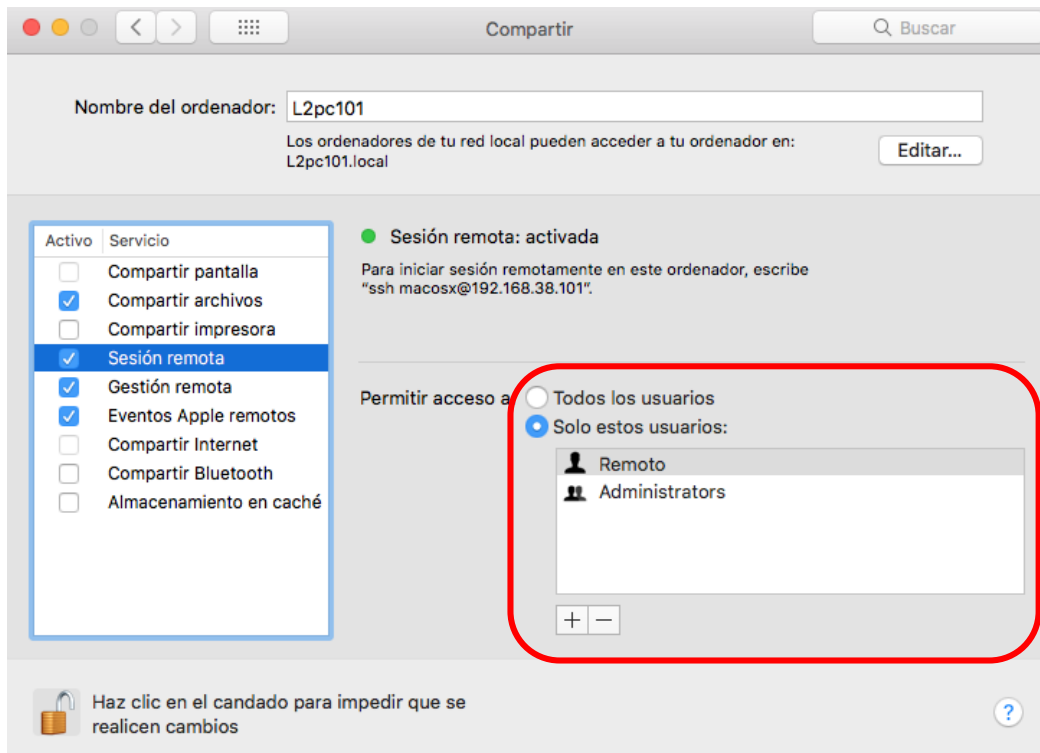 Compartir
Buscar
Nombre del ordenador: L2pc101
Los ordenadores de tu red local pueden acceder a tu ordenador en:
L2pc101.local
Editar...
Activo Servicio
Compartir pantalla
Compartir archivos
Compartir impresora
Sesión remota
Gestión remota
Eventos Apple remotos
Compartir Internet
Compartir Bluetooth
Almacenamiento en caché
Sesión remota: activada
Para iniciar sesión remotamente en este ordenador, escribe
“ssh macosx@192.168.38.101”.
Permitir acceso a
Todos los usuarios
Solo estos usuarios:
Remoto
Administrators
+ −
Haz clic en el candado para impedir que se
realicen cambios
?